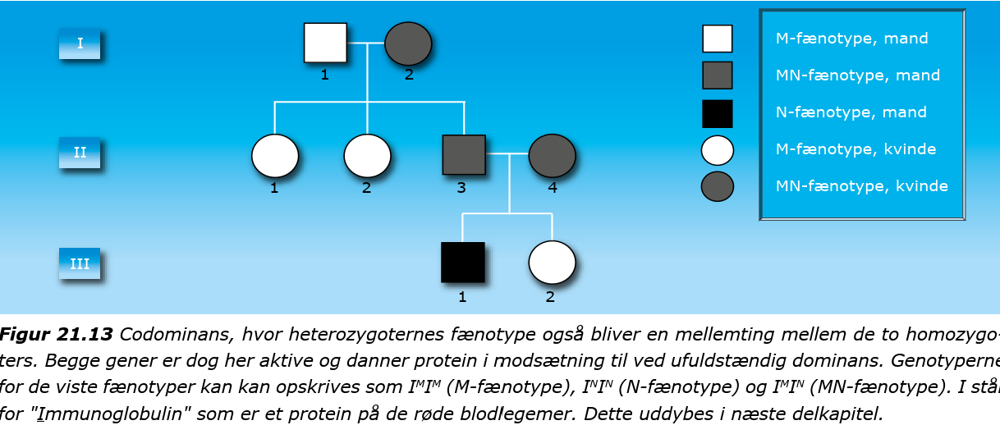 I
1
2
M-fænotype, mand
MN-fænotype, mand
N-fænotype, mand
M-fænotype, kvinde
MN-fænotype, kvinde
II
1
2
3
4
III
1
2
Figur 21.13 Codominans, hvor heterozygoternes fænotype også bliver en mellemting mellem de to homozygo-
ters. Begge gener er dog her aktive og danner protein i modsætning til ved ufuldstændig dominans. Genotyperne
for de viste fænotyper kan kan opskrives som IᴹIᴹ (M-fænotype), IᴺIᴺ (N-fænotype) og IᴹIᴺ (MN-fænotype). I står
for "Immunoglobulin" som er et protein på de røde blodlegemer. Dette uddybes i næste delkapitel.